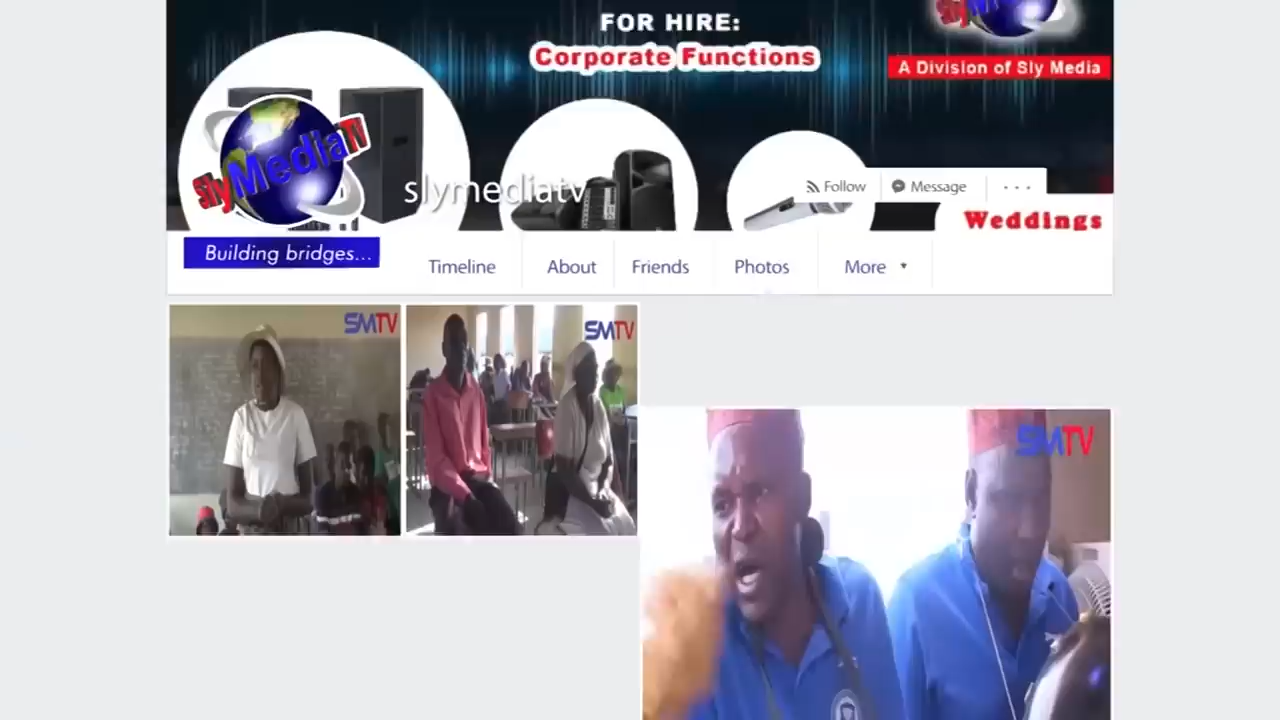 FOR HIRE:
Corporate Functions
A Division of Sly Media
SlyMediaTV
slymediatv
Follow
Message
Weddings
Building bridges...
Timeline
About
Friends
Photos
More
SMTV
SMTV
SMTV